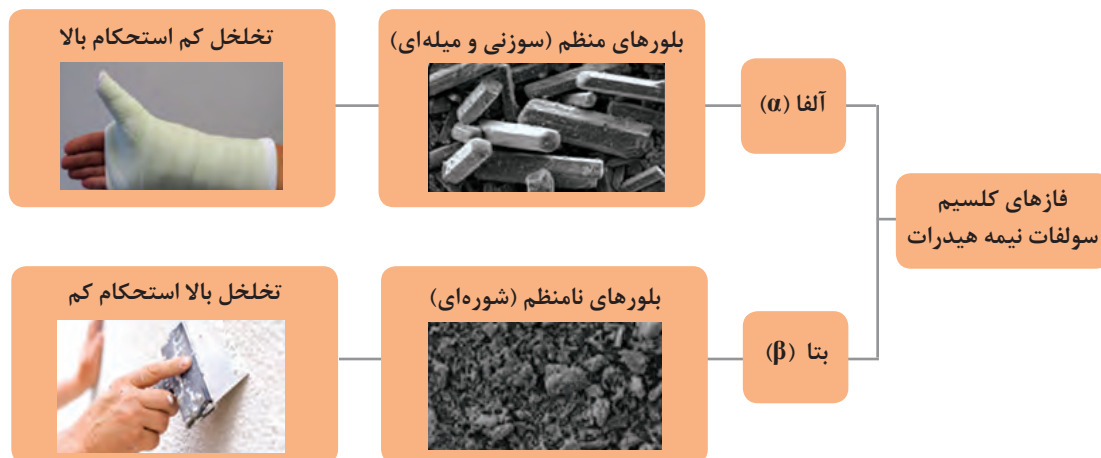 فازهای کلسیم
سولفات نیمه هیدرات
آلفا (α)
بلورهای منظم (سوزنی و میله‌ای)
تخلخل کم استحکام بالا
بتا (β)
بلورهای نامنظم (شوره‌ای)
تخلخل بالا استحکام کم